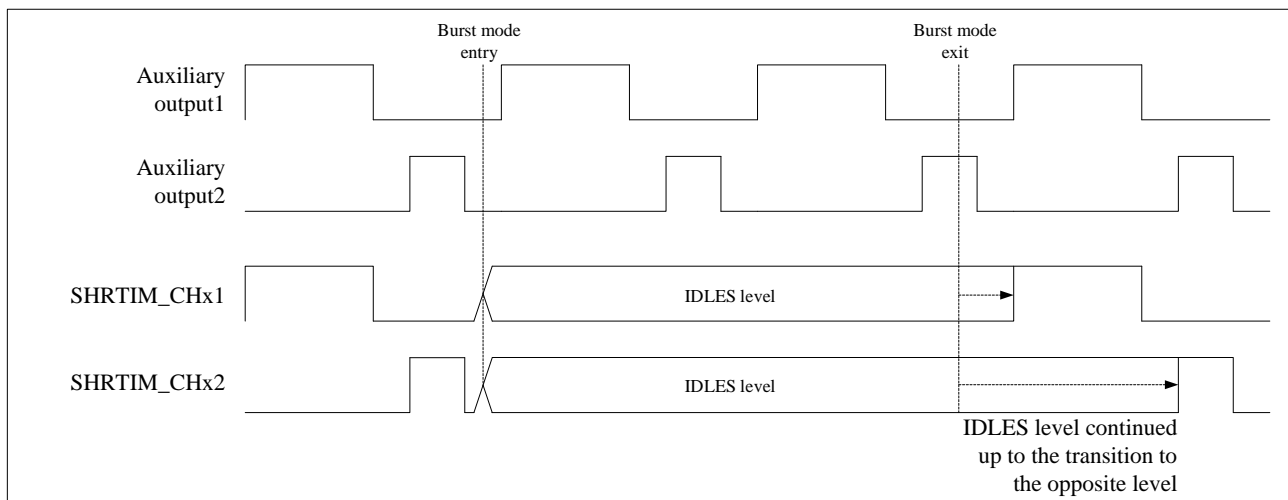 Burst mode
entry
Burst mode
exit
Auxiliary
output1
Auxiliary
output2
SHRTIM_CHx1
IDLES level
SHRTIM_CHx2
IDLES level
IDLES level continued
up to the transition to
the opposite level